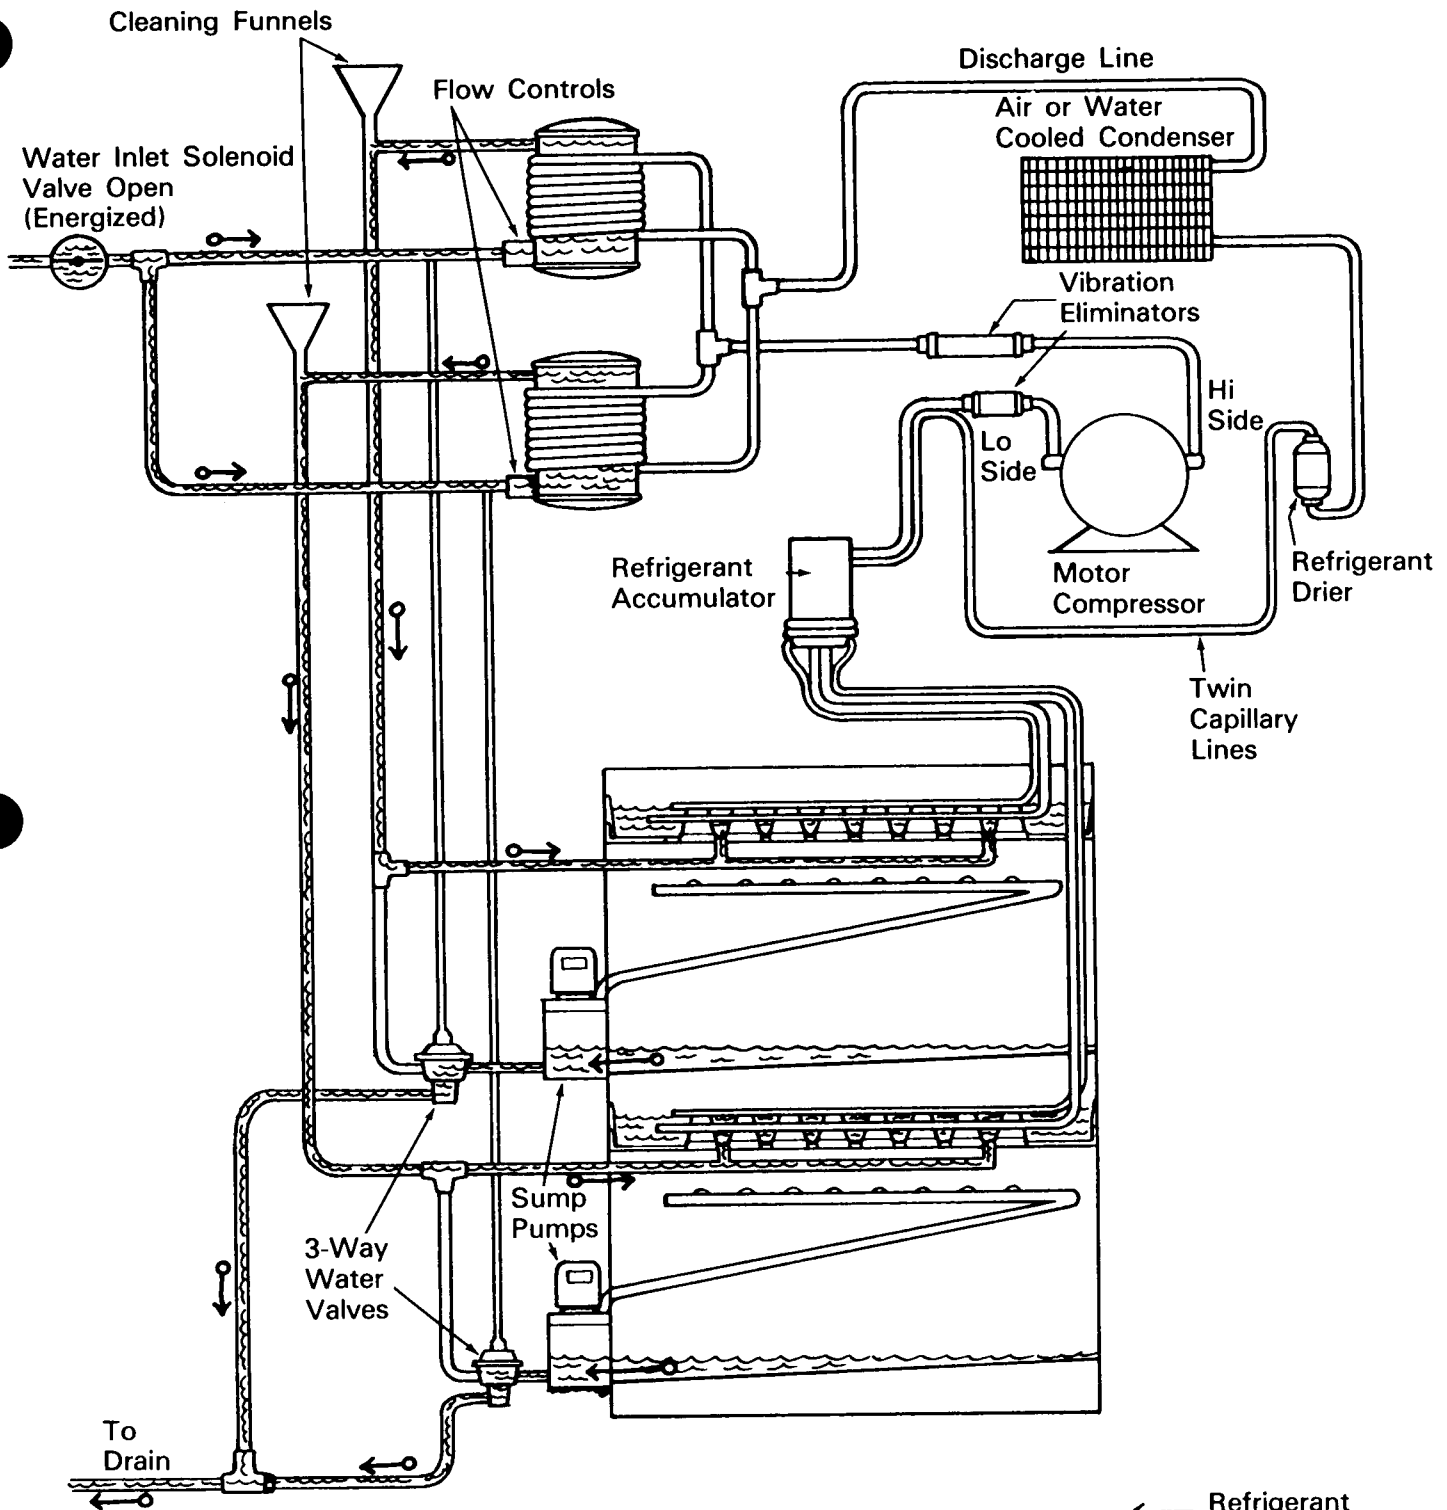 Cleaning Funnels
Flow Controls
Discharge Line
Air or Water
Cooled Condenser
Water Inlet Solenoid
Valve Open
(Energized)
Vibration
Eliminators
Hi
Side
Lo
Side
Refrigerant
Accumulator
Motor
Compressor
Refrigerant
Drier
Twin
Capillary
Lines
Sump
Pumps
3-Way
Water
Valves
To
Drain
Refrigerant